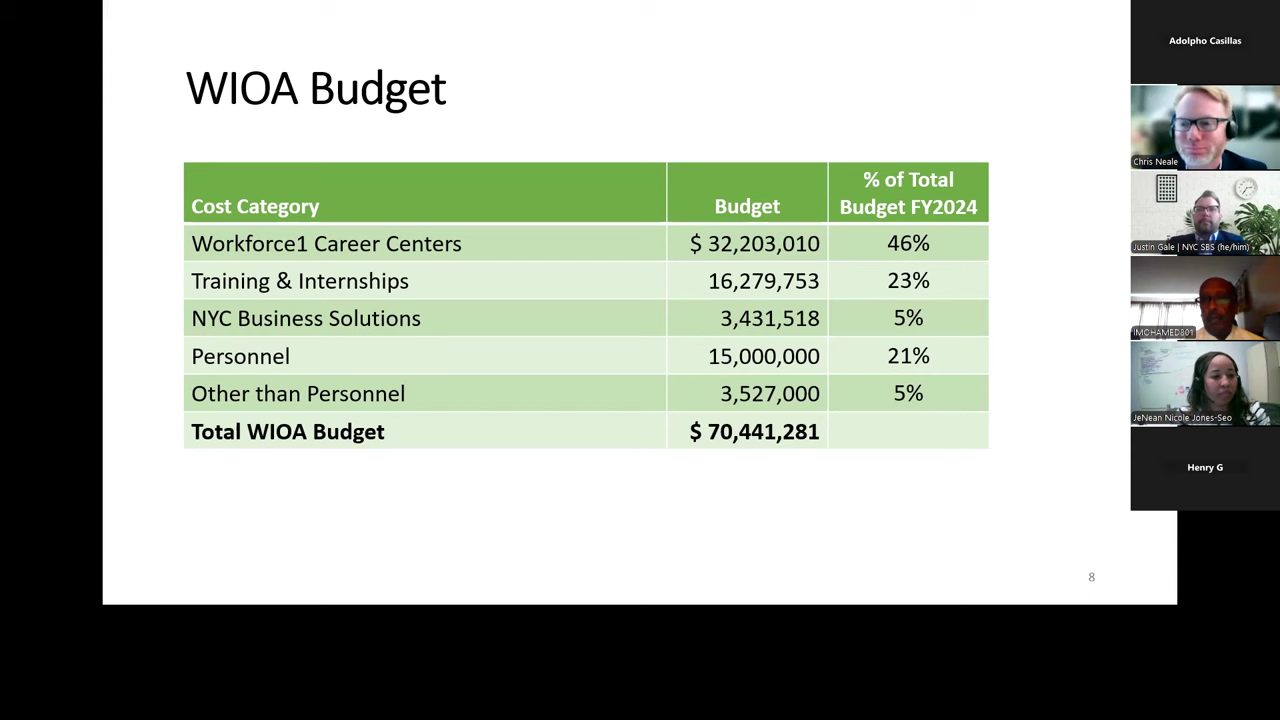 WIOA Budget
Cost Category Budget % of Total Budget FY2024
Workforce1 Career Centers $ 32,203,010 46%
Training & Internships 16,279,753 23%
NYC Business Solutions 3,431,518 5%
Personnel 15,000,000 21%
Other than Personnel 3,527,000 5%
Total WIOA Budget $ 70,441,281
8
Adolpho Casillas
Chris Neale
Justin Gale | NYC SBS (he/him)
IMOHAMED801
JeNean Nicole Jones-Seo
Henry G